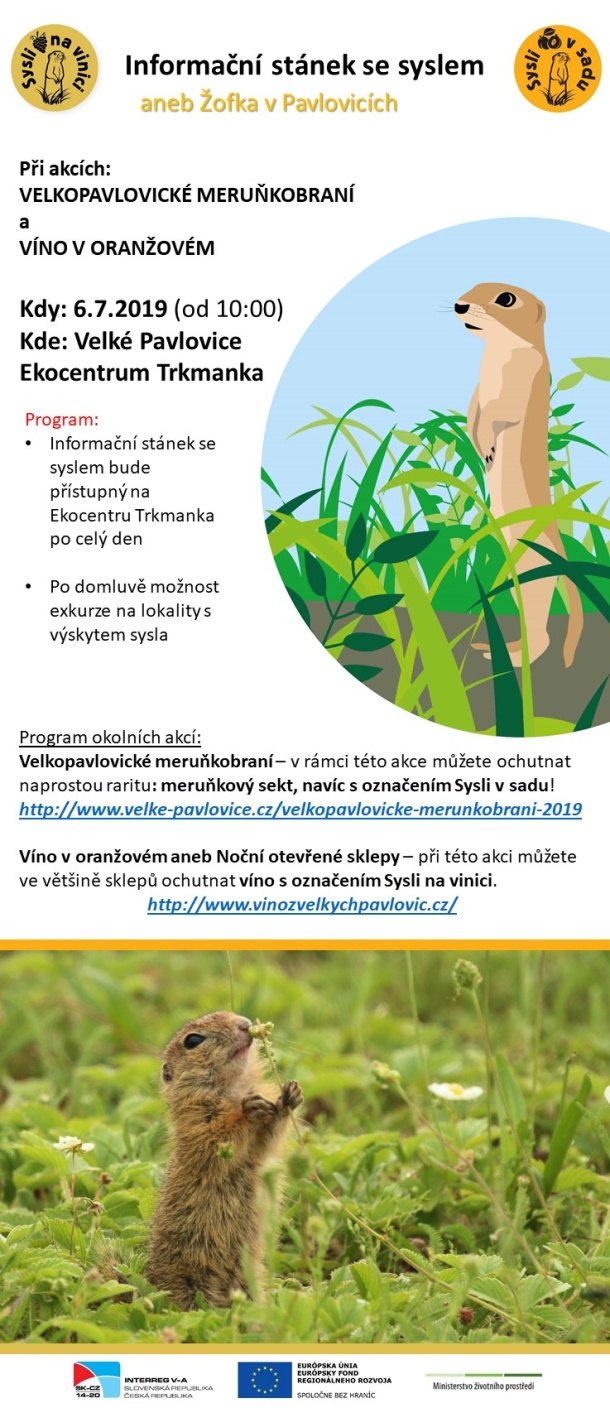 Sysli na vinici
Informační stánek se syslem
Sysli v sadu
aneb Žofka v Pavlovicích
Při akcích:
VELKOPAVLOVICKÉ MERUŇKOBRANÍ
a
VÍNO V ORANŽOVÉM
Kdy: 6.7.2019 (od 10:00)
Kde: Velké Pavlovice
Ekocentrum Trkmanka
Program:
• Informační stánek se
syslem bude
přístupný na
Ekocentru Trkmanka
po celý den
• Po domluvě možnost
exkurze na lokality s
výskytem sysla
Program okolních akcí:
Velkopavlovické meruňkobraní – v rámci této akce můžete ochutnat
naprostou raritu: meruňkový sekt, navíc s označením Sysli v sadu!
http://www.velke-pavlovice.cz/velkopavlovicke-merunkobrani-2019
Víno v oranžovém aneb Noční otevřené sklepy – při této akci můžete
ve většině sklepů ochutnat víno s označením Sysli na vinici.
http://www.vinozvelkychpavlovic.cz/
SK-CZ
14-20
INTERREG V-A
SLOVENSKÁ REPUBLIKA
ČESKÁ REPUBLIKA
EURÓPSKA ÚNIA
EURÓPSKY FOND
REGIONÁLNEHO ROZVOJA
SPOLOČNE BEZ HRANÍC
Ministerstvo životního prostředí